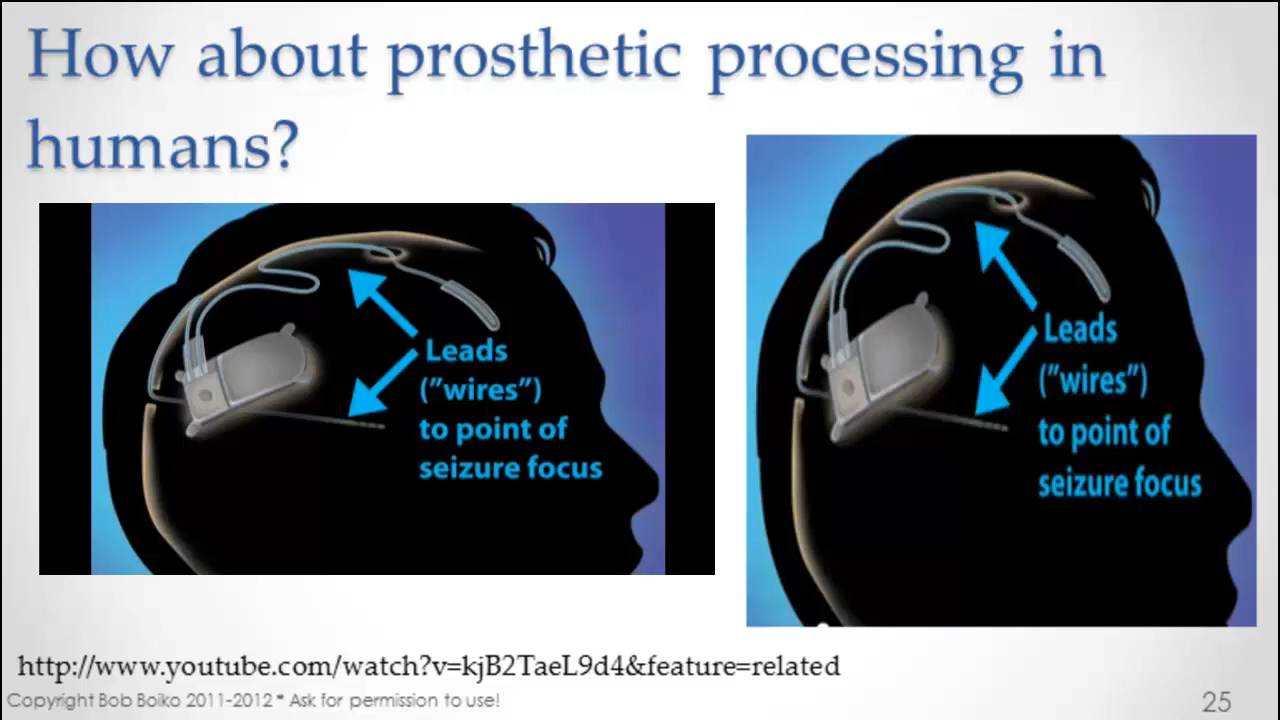 How about prosthetic processing in
humans?
Leads
("wires")
to point of
seizure focus
Leads
("wires")
to point of
seizure focus
http://www.youtube.com/watch?v=kjB2TaeL9d4&feature=related
Copyright Bob Boiko 2011-2012 * Ask for permission to use!
25